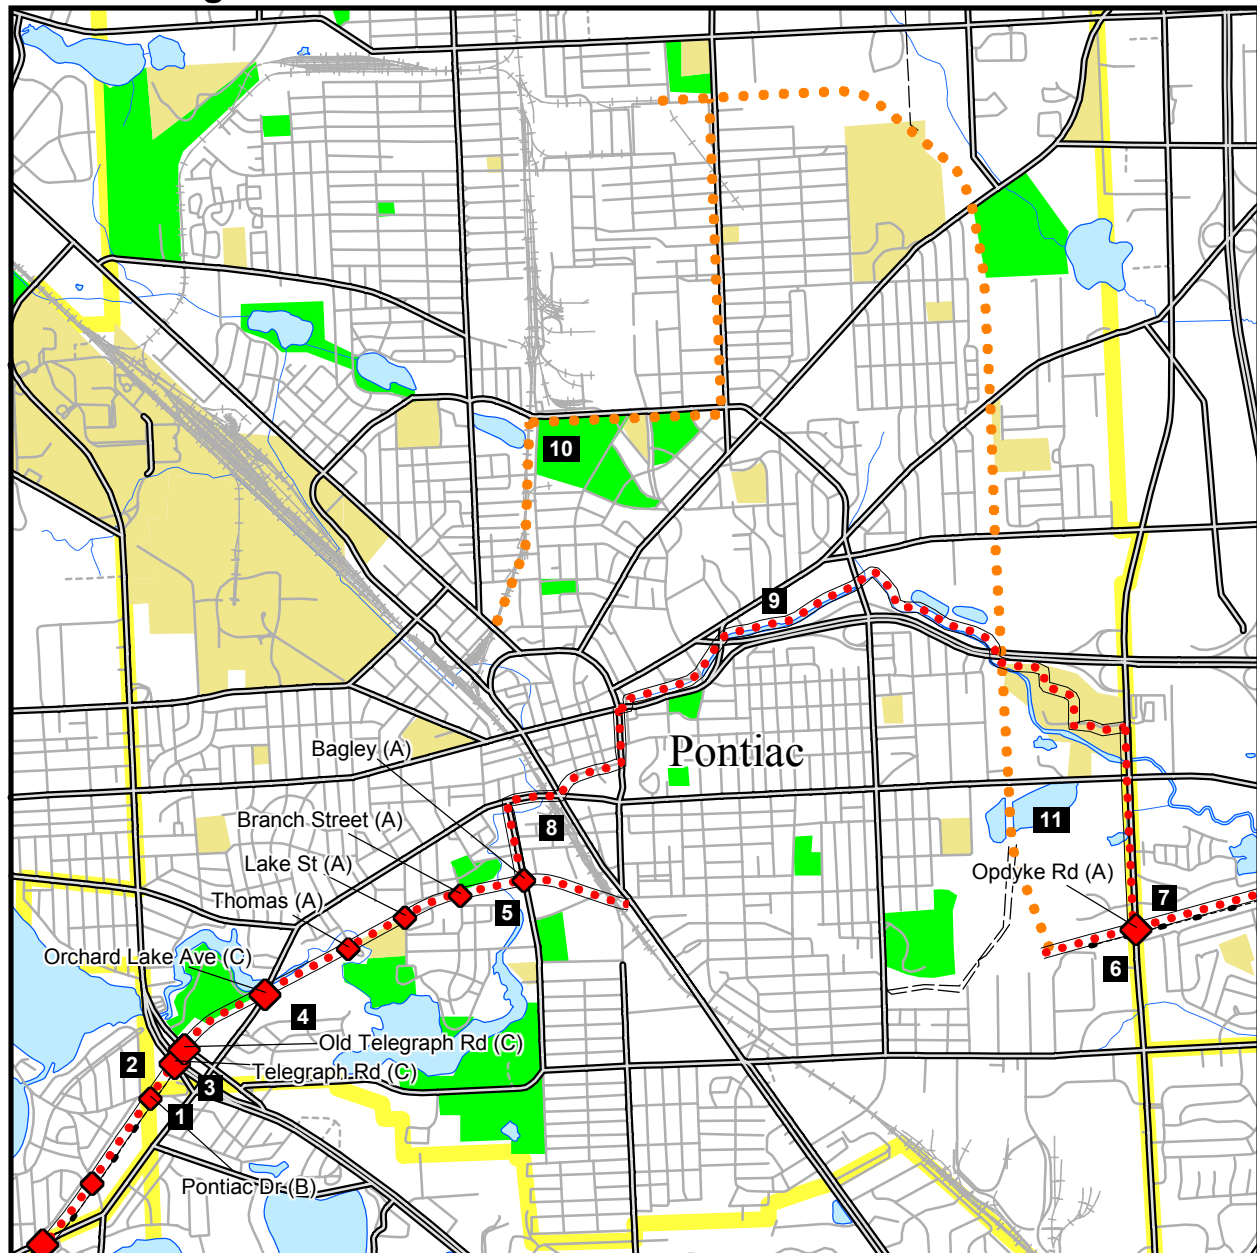 10
9
Pontiac
Bagley (A)
Branch Street (A)
8
11
Lake St (A)
Opdyke Rd (A)
Thomas (A)
7
5
Orchard Lake Ave (C)
6
4
Old Telegraph Rd (C)
2
Telegraph Rd (C)
3
1
Pontiac Dr (B)